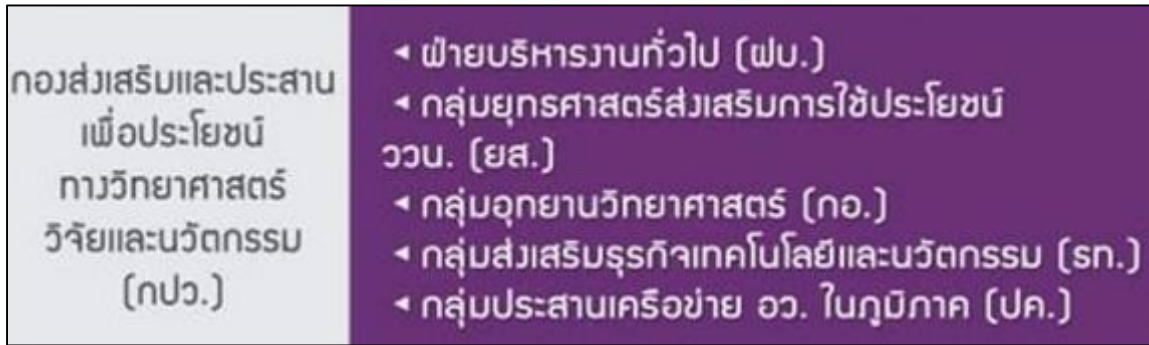 กองส่งเสริมและประสาน
เพื่อประโยชน์
ทางวิทยาศาสตร์
วิจัยและนวัตกรรม
(กปว.)
◂ ฝ่ายบริหารงานทั่วไป (ฝบ.)
◂ กลุ่มยุทธศาสตร์ส่งเสริมการใช้ประโยชน์
ววน. (ยส.)
◂ กลุ่มอุทยานวิทยาศาสตร์ (กอ.)
◂ กลุ่มส่งเสริมธุรกิจเทคโนโลยีและนวัตกรรม (รท.)
◂ กลุ่มประสานเครือข่าย อว. ในภูมิภาค (ปค.)